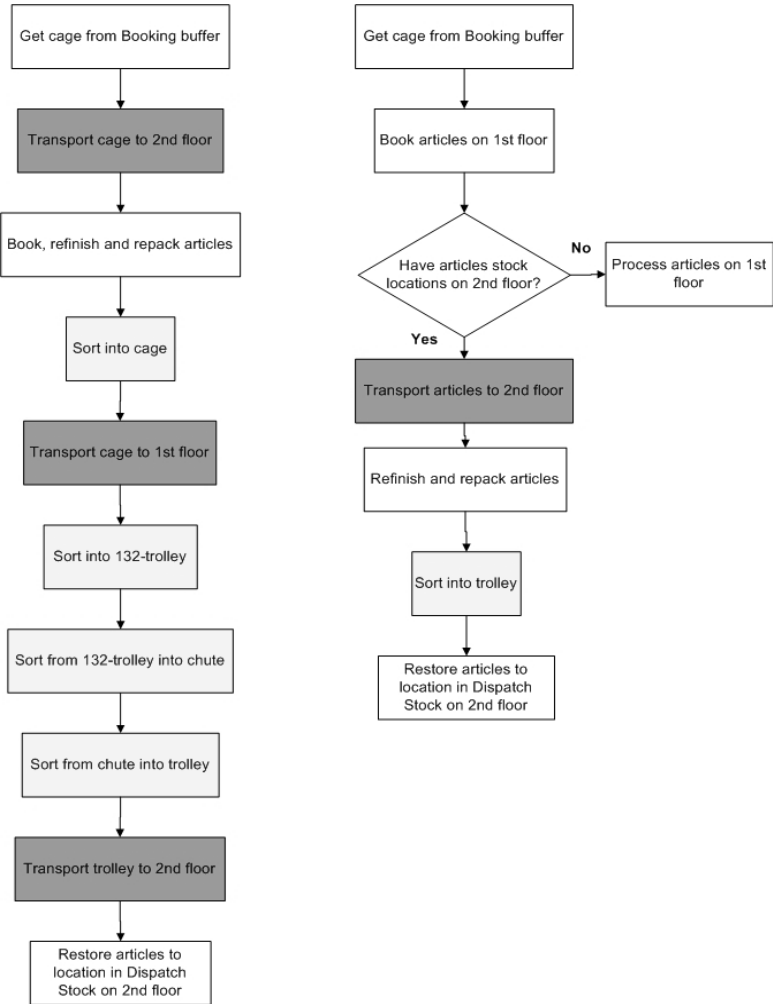 Get cage from Booking buffer
Transport cage to 2nd floor
Book, refinish and repack articles
Sort into cage
Transport cage to 1st floor
Sort into 132-trolley
Sort from 132-trolley into chute
Sort from chute into trolley
Transport trolley to 2nd floor
Restore articles to
location in Dispatch
Stock on 2nd floor
Get cage from Booking buffer
Book articles on 1st floor
Have articles stock
locations on 2nd floor?
No
Process articles on 1st
floor
Yes
Transport articles to 2nd floor
Refinish and repack articles
Sort into trolley
Restore articles to
location in Dispatch
Stock on 2nd floor